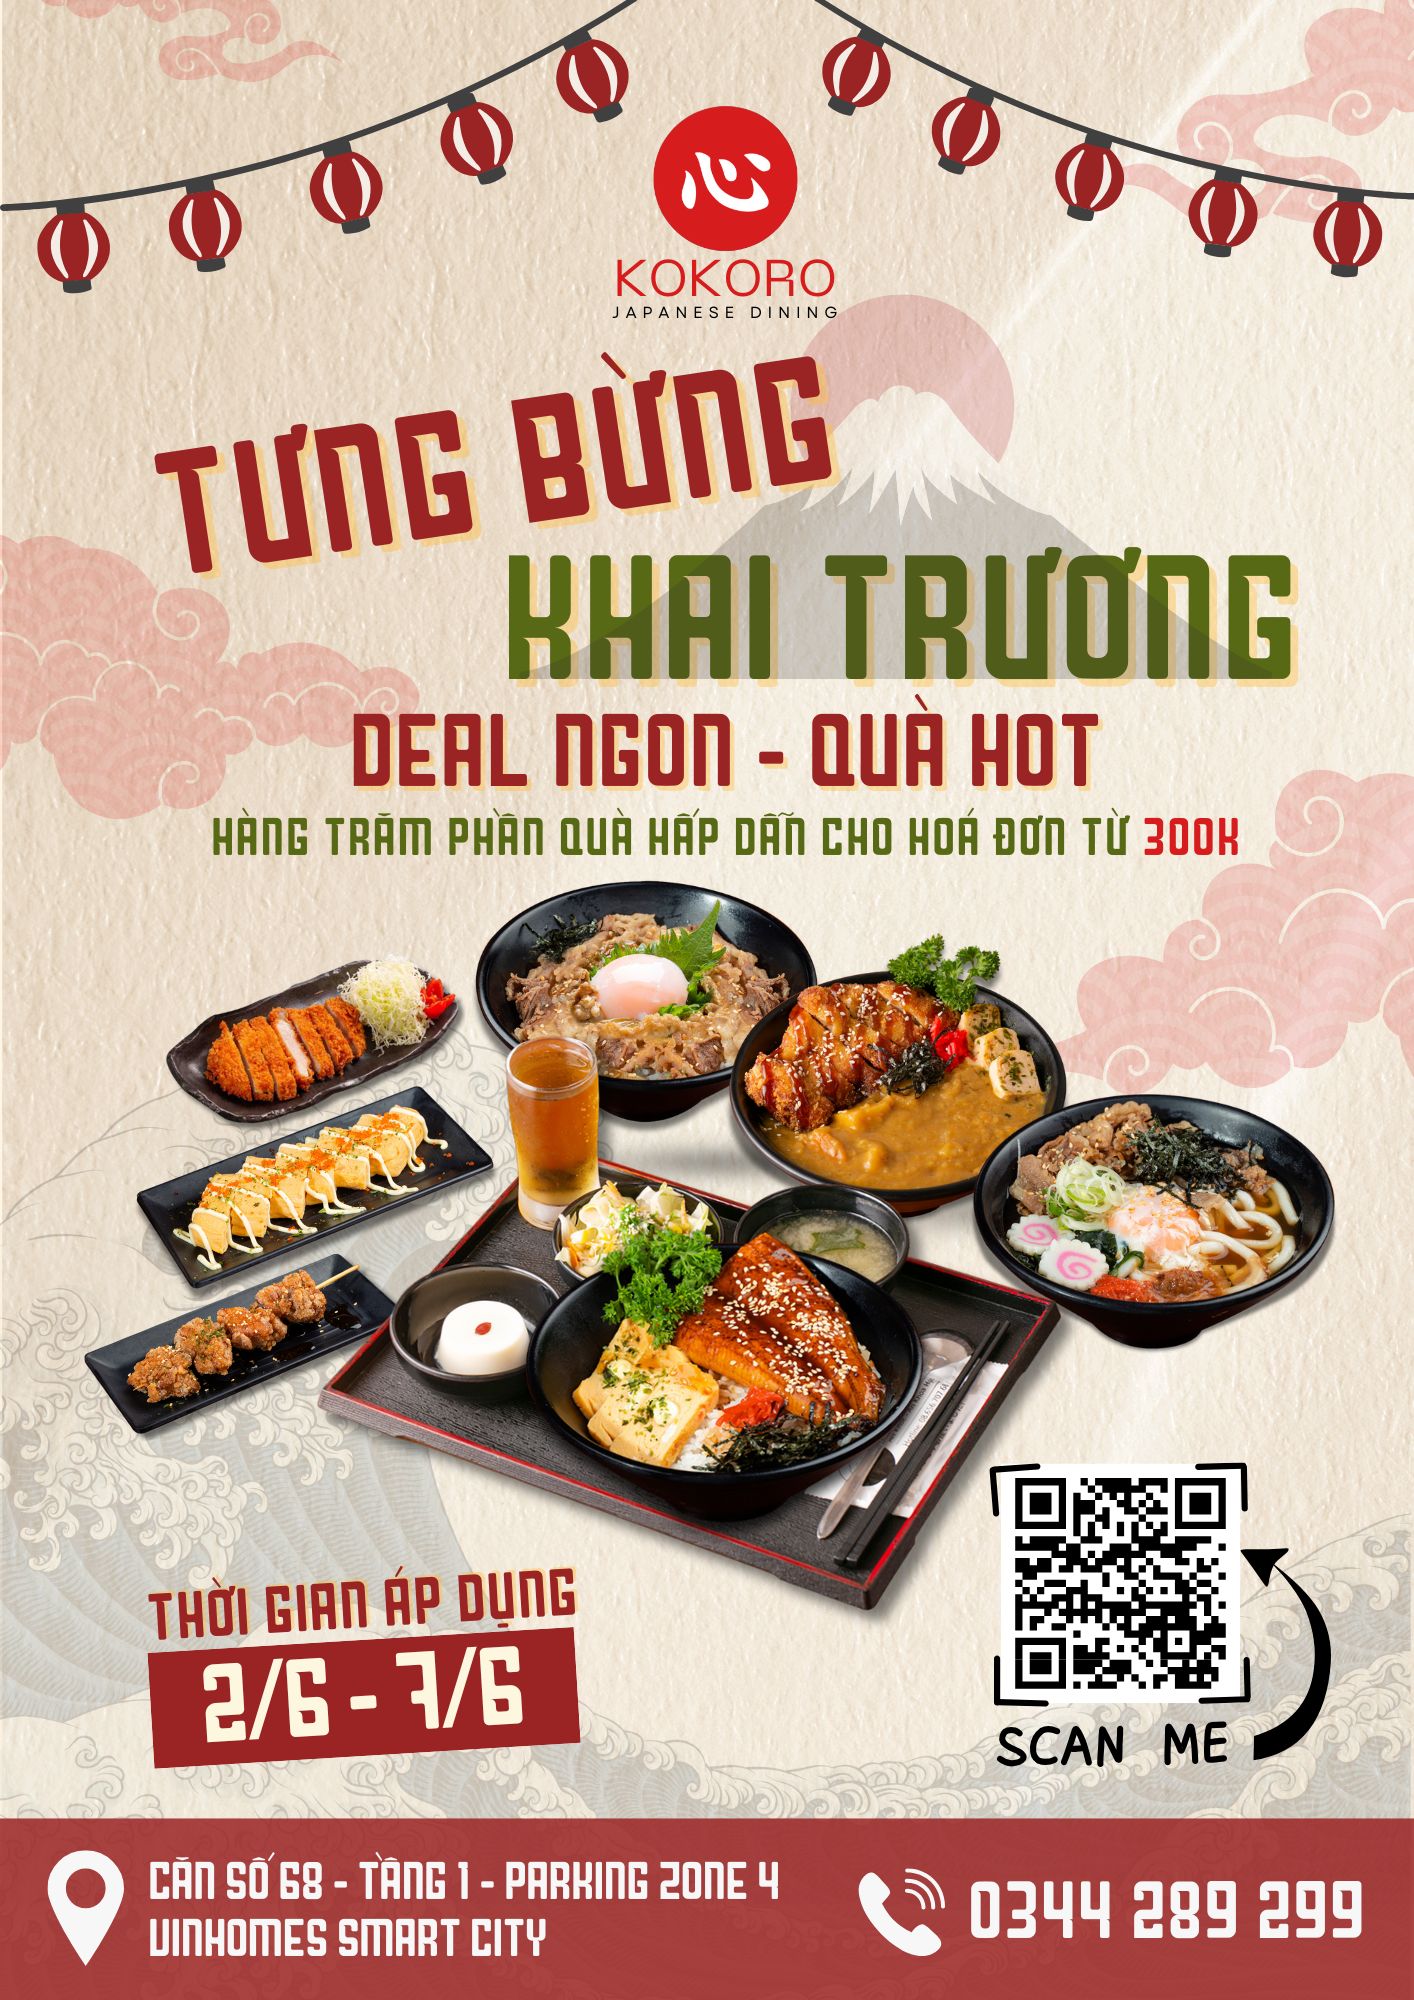 心
KOKORO
JAPANESE DINING
TƯNG BỪNG
KHAI TRƯƠNG
DEAL NGON - QUÀ HOT
HÀNG TRĂM PHẦN QUÀ HẤP DẪN CHO HOÁ ĐƠN TỪ 300K
THỜI GIAN ÁP DỤNG
2/6 - 7/6
SCAN ME
CĂN SỐ 68 - TẦNG 1 - PARKING ZONE 4
VINHOMES SMART CITY
0344 289 299